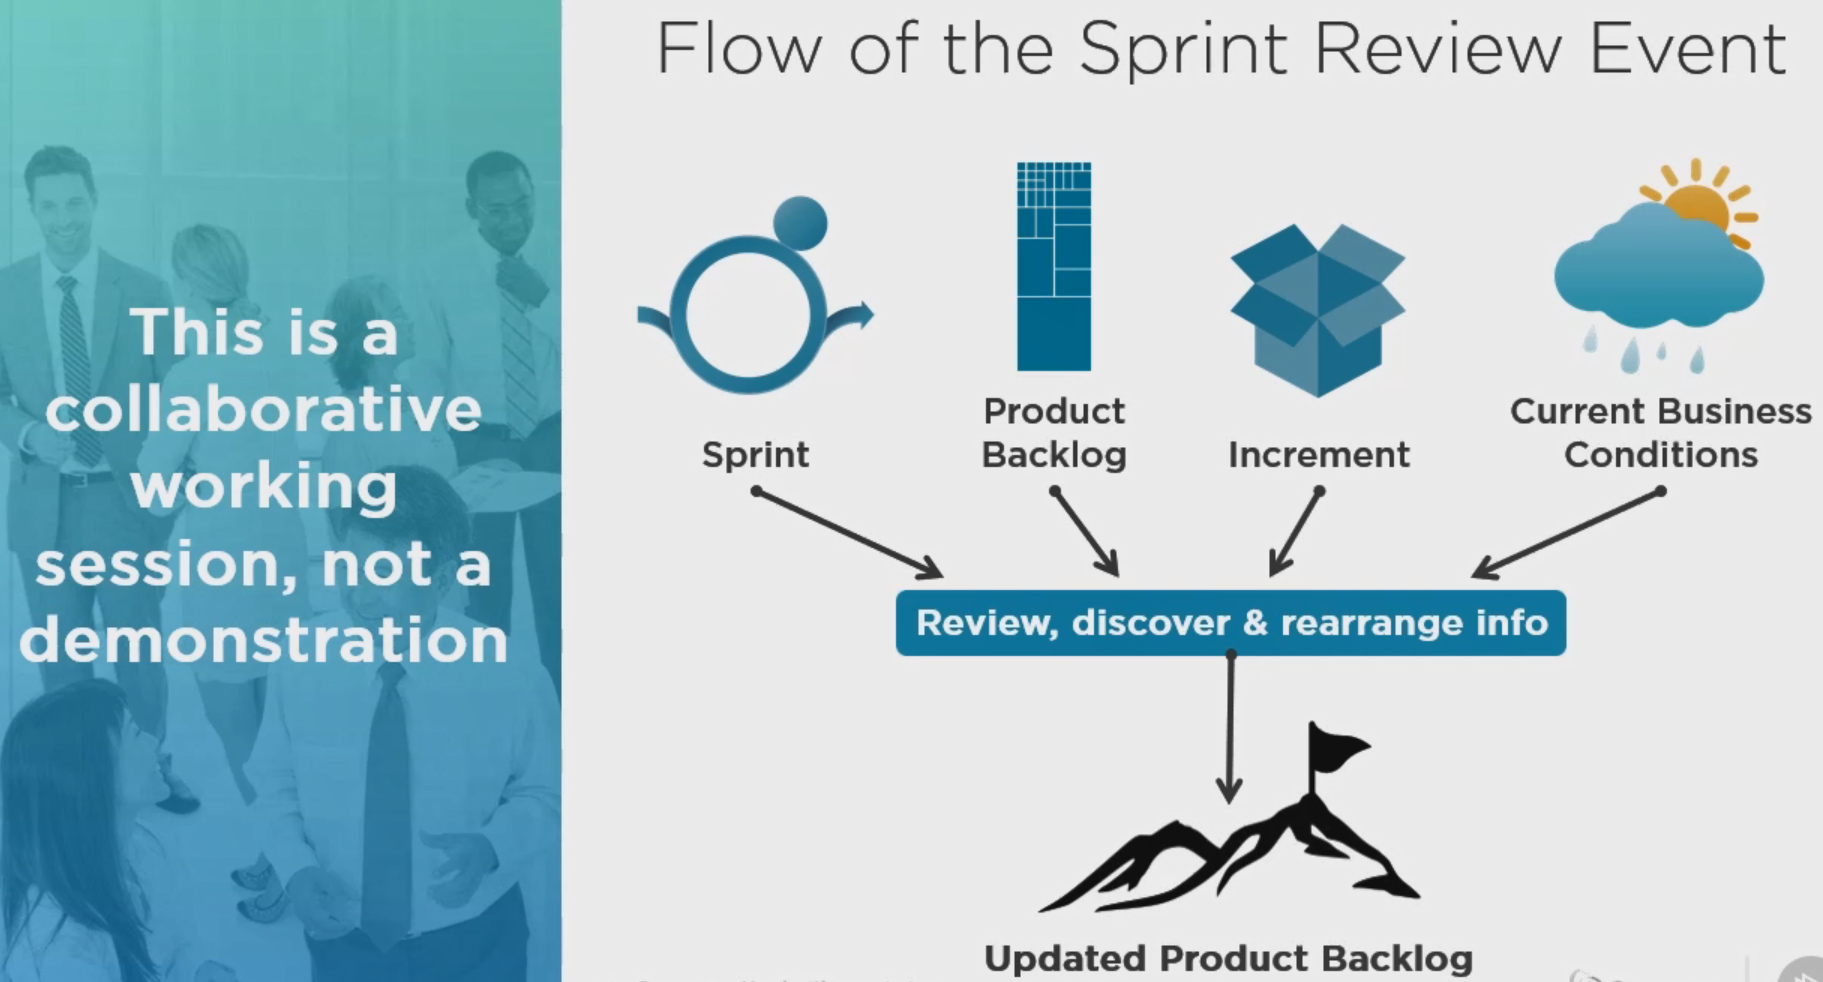 Flow of the Sprint Review Event
This is a
collaborative
working
session, not a
demonstration
Sprint
Product
Backlog
Increment
Current Business
Conditions
Review, discover & rearrange info
Updated Product Backlog